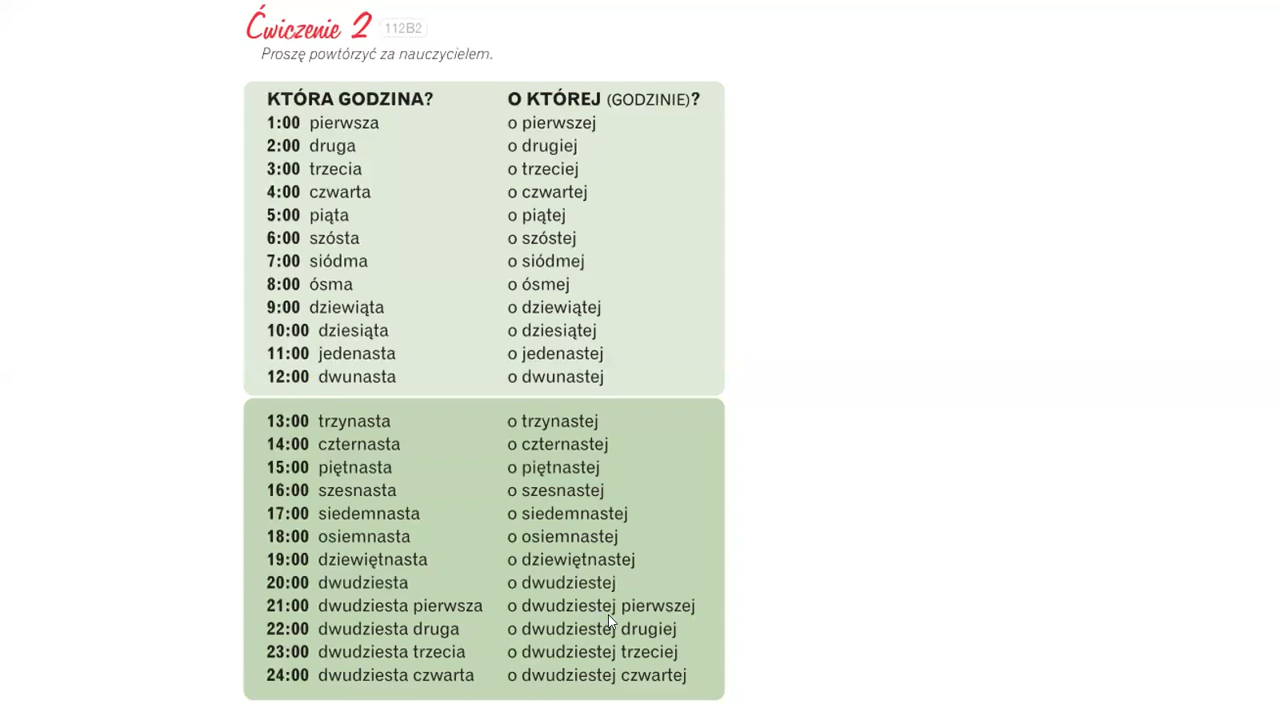 Ćwiczenie 2 112B2
Proszę powtórzyć za nauczycielem.
KTÓRA GODZINA? O KTÓREJ (GODZINIE)?
1:00 pierwsza o pierwszej
2:00 druga o drugiej
3:00 trzecia o trzeciej
4:00 czwarta o czwartej
5:00 piąta o piątej
6:00 szósta o szóstej
7:00 siódma o siódmej
8:00 ósma o ósmej
9:00 dziewiąta o dziewiątej
10:00 dziesiąta o dziesiątej
11:00 jedenasta o jedenastej
12:00 dwunasta o dwunastej
13:00 trzynasta o trzynastej
14:00 czternasta o czternastej
15:00 piętnasta o piętnastej
16:00 szesnasta o szesnastej
17:00 siedemnasta o siedemnastej
18:00 osiemnasta o osiemnastej
19:00 dziewiętnasta o dziewiętnastej
20:00 dwudziesta o dwudziestej
21:00 dwudziesta pierwsza o dwudziestej pierwszej
22:00 dwudziesta druga o dwudziestej drugiej
23:00 dwudziesta trzecia o dwudziestej trzeciej
24:00 dwudziesta czwarta o dwudziestej czwartej